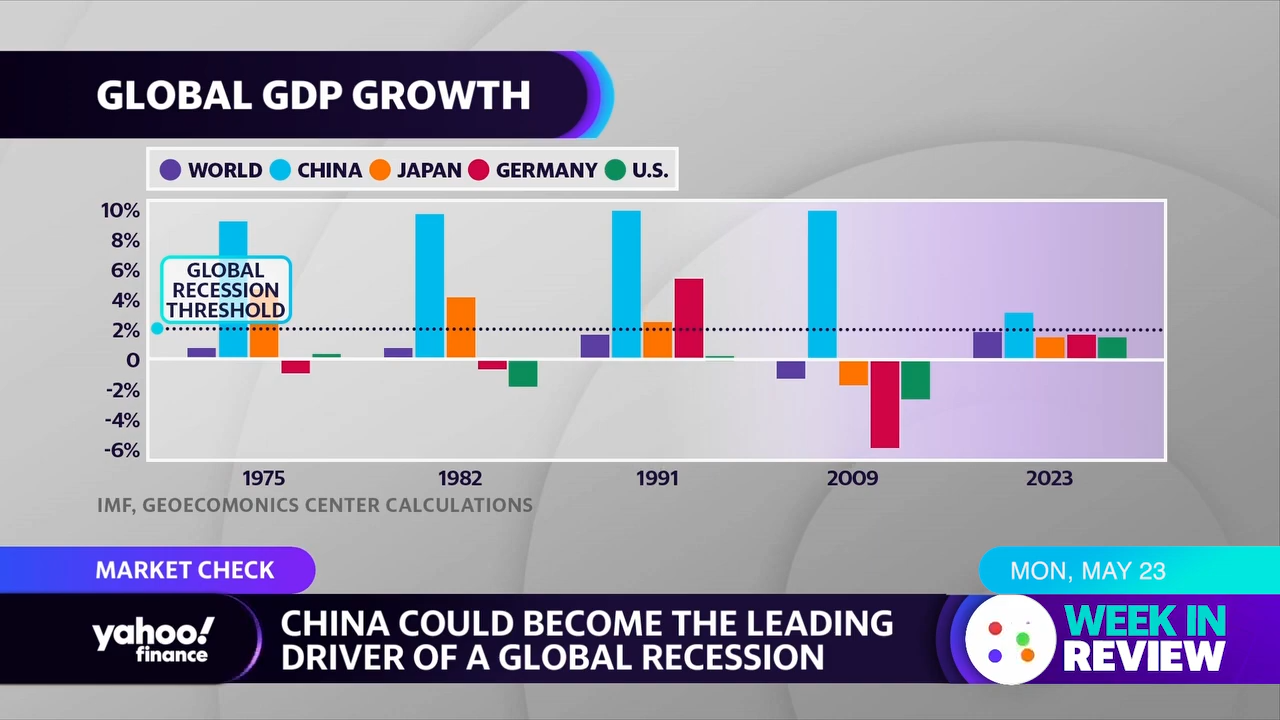 GLOBAL GDP GROWTH
WORLD CHINA JAPAN GERMANY U.S.
10%
8%
6%
4%
2%
0
-2%
-4%
-6%
GLOBAL
RECESSION
THRESHOLD
1975 1982 1991 2009 2023
IMF, GEOECOMONICS CENTER CALCULATIONS
MARKET CHECK
MON, MAY 23
yahoo!
finance
CHINA COULD BECOME THE LEADING
DRIVER OF A GLOBAL RECESSION
WEEK IN
REVIEW